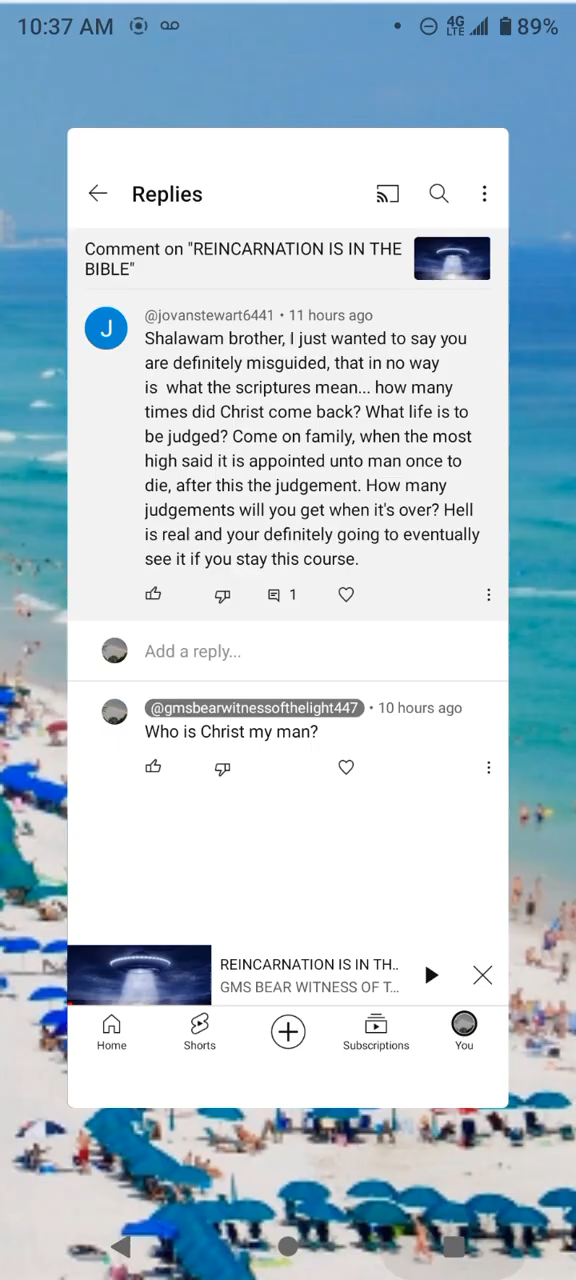 10:37 AM 4G LTE 89%
Replies
Comment on "REINCARNATION IS IN THE
BIBLE"
J
@jovanstewart6441 • 11 hours ago
Shalawam brother, I just wanted to say you
are definitely misguided, that in no way
is  what the scriptures mean... how many
times did Christ come back? What life is to
be judged? Come on family, when the most
high said it is appointed unto man once to
die, after this the judgement. How many
judgements will you get when it's over? Hell
is real and your definitely going to eventually
see it if you stay this course.
1
Add a reply...
@gmsbearwitnessofthelight447 • 10 hours ago
Who is Christ my man?
REINCARNATION IS IN TH..
GMS BEAR WITNESS OF T...
Home Shorts Subscriptions You